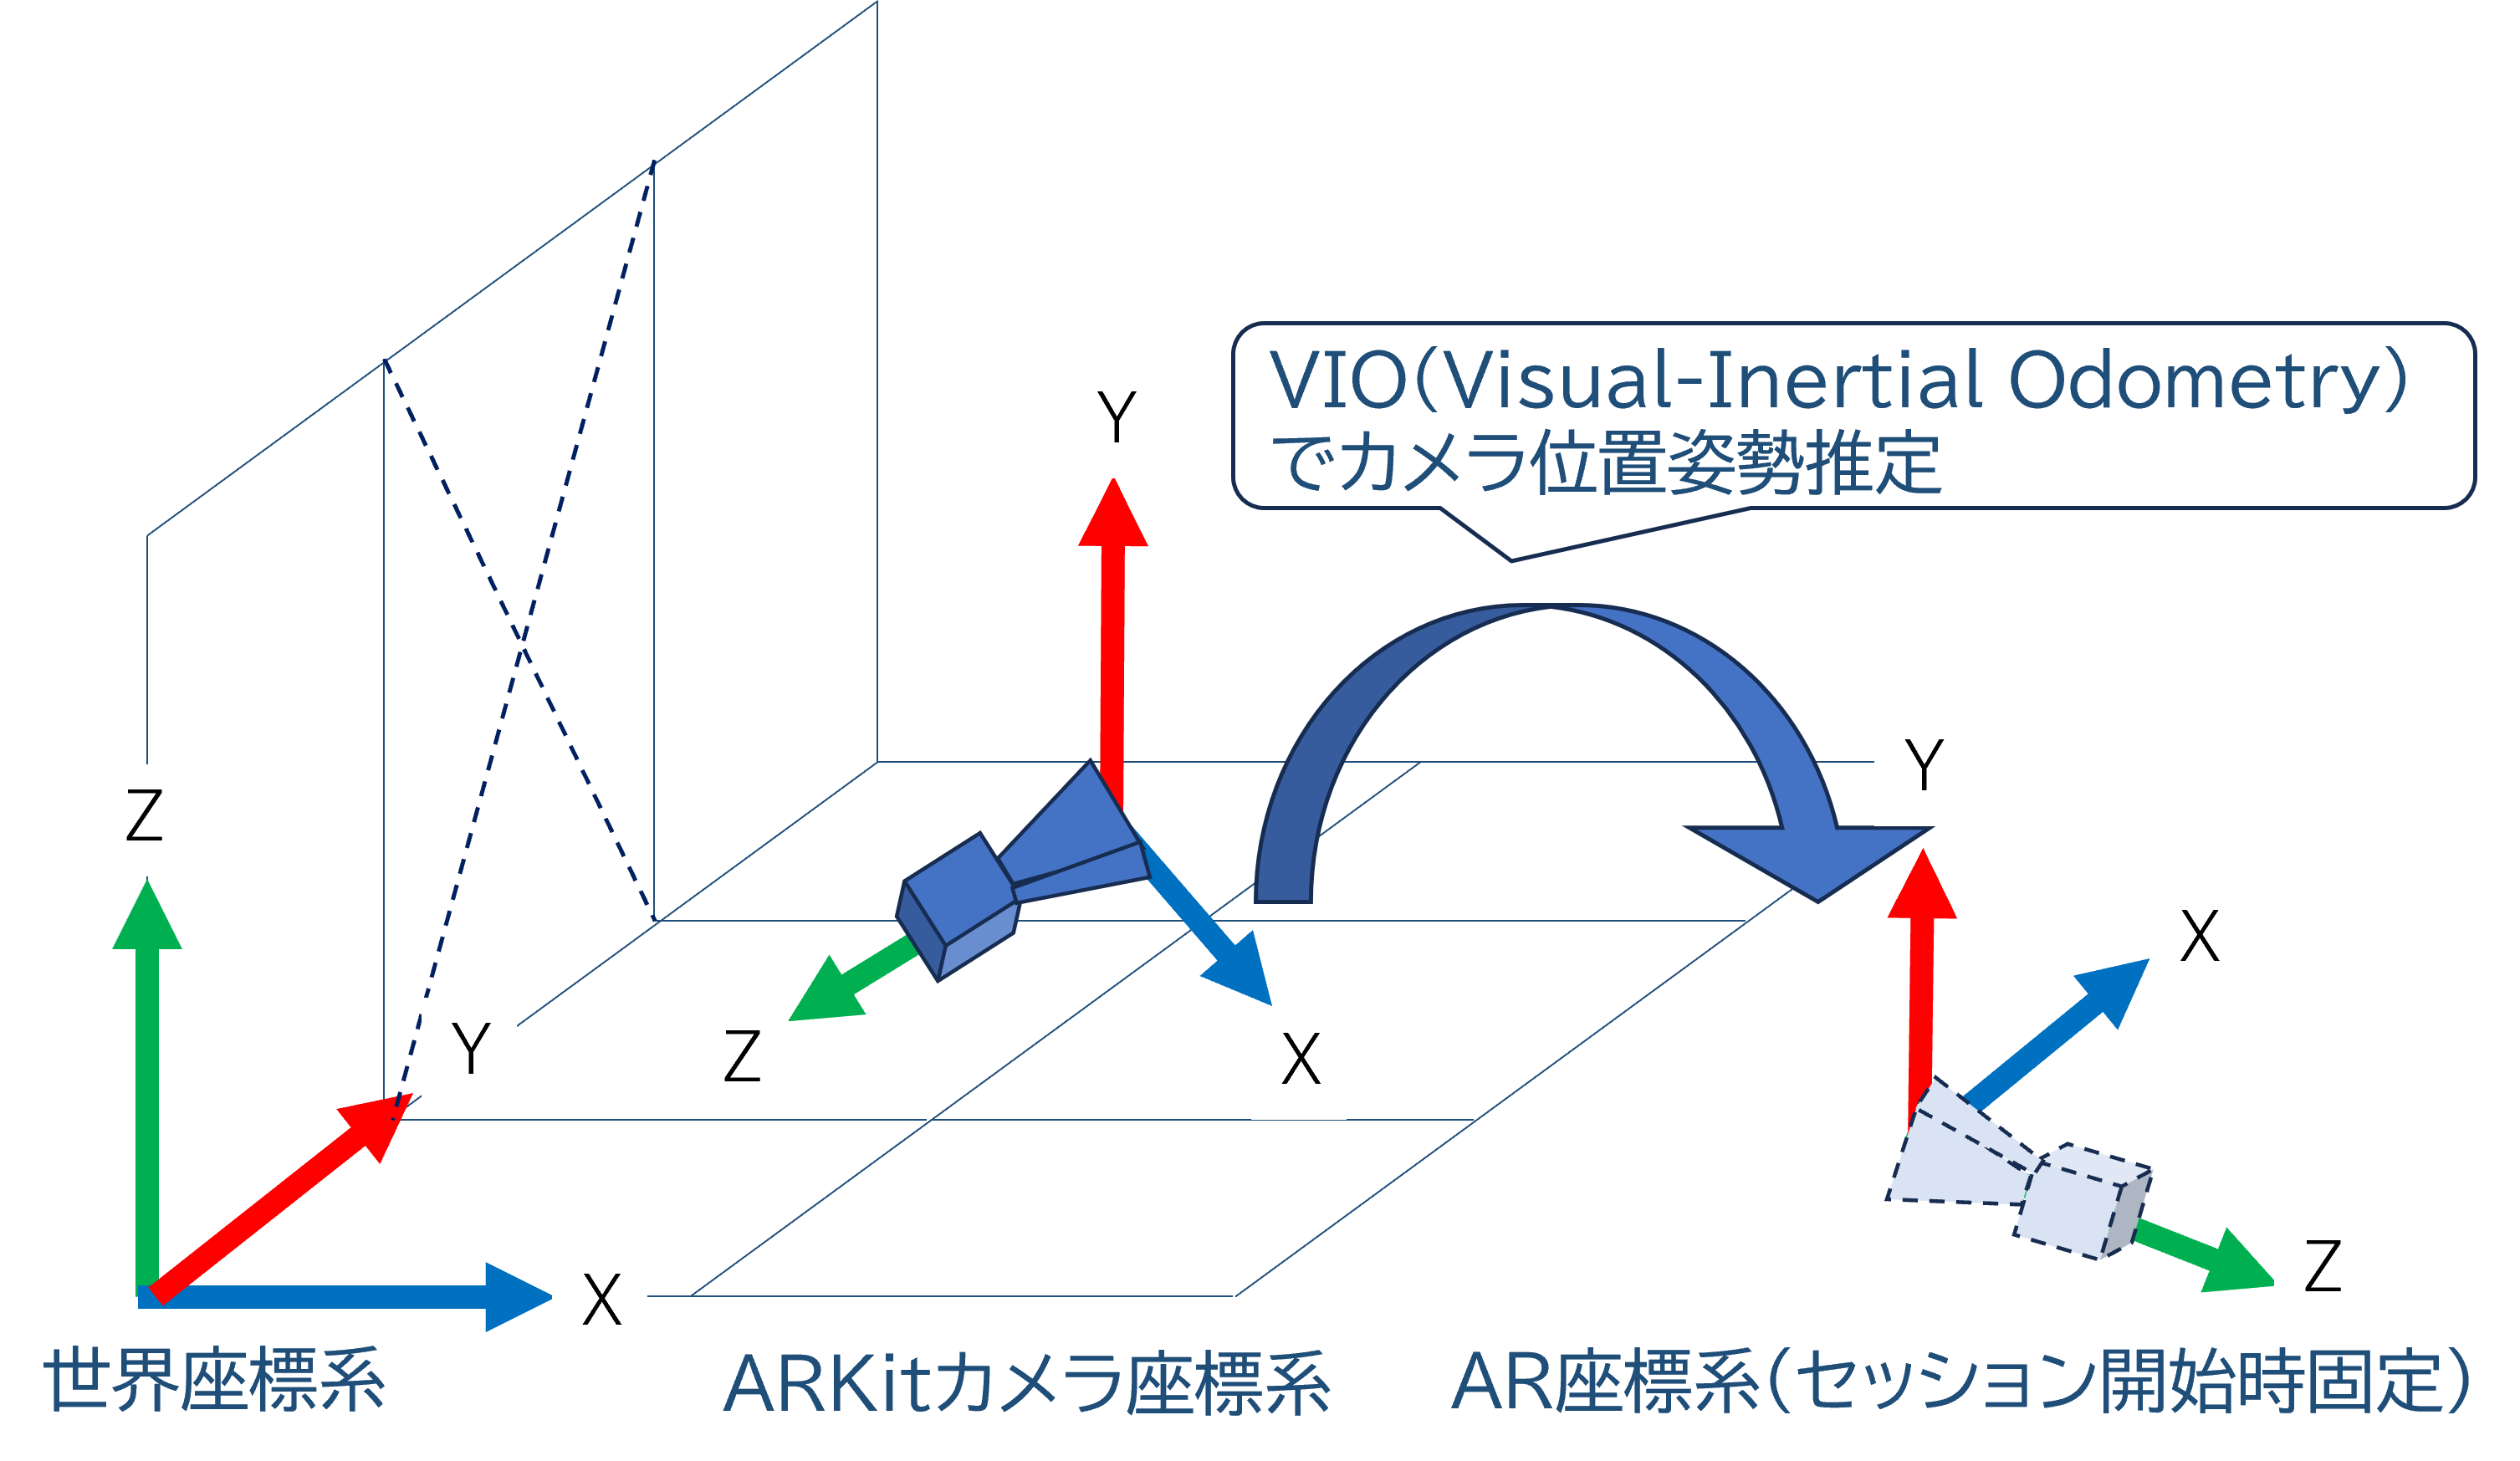 VIO(Visual-Inertial Odometry)
でカメラ位置姿勢推定
Y
Y
Z
X
Y
Z
X
Z
X
世界座標系
ARKitカメラ座標系
AR座標系(セッション開始時固定)